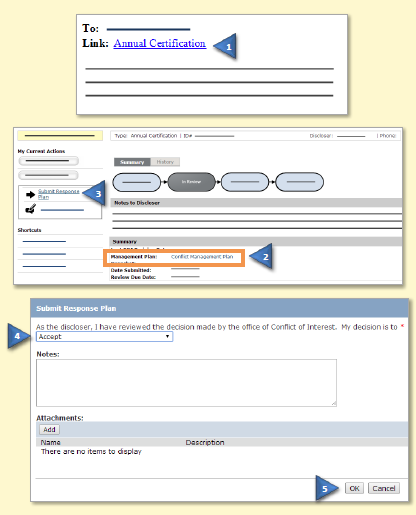 To:
Link: Annual Certification
1
Type: Annual Certification | ID#
Discloser:
| Phone:
My Current Actions
Summary
History
In Review
Submit Response
Plan
3
Notes to Discloser
Shortcuts
Summary
Management Plan: Conflict Management Plan
2
Date Submitted:
Review Due Date:
Submit Response Plan
As the discloser, I have reviewed the decision made by the office of Conflict of Interest. My decision is to *
4
Accept
Notes:
Attachments:
Add
Name Description
There are no items to display
5
OK Cancel